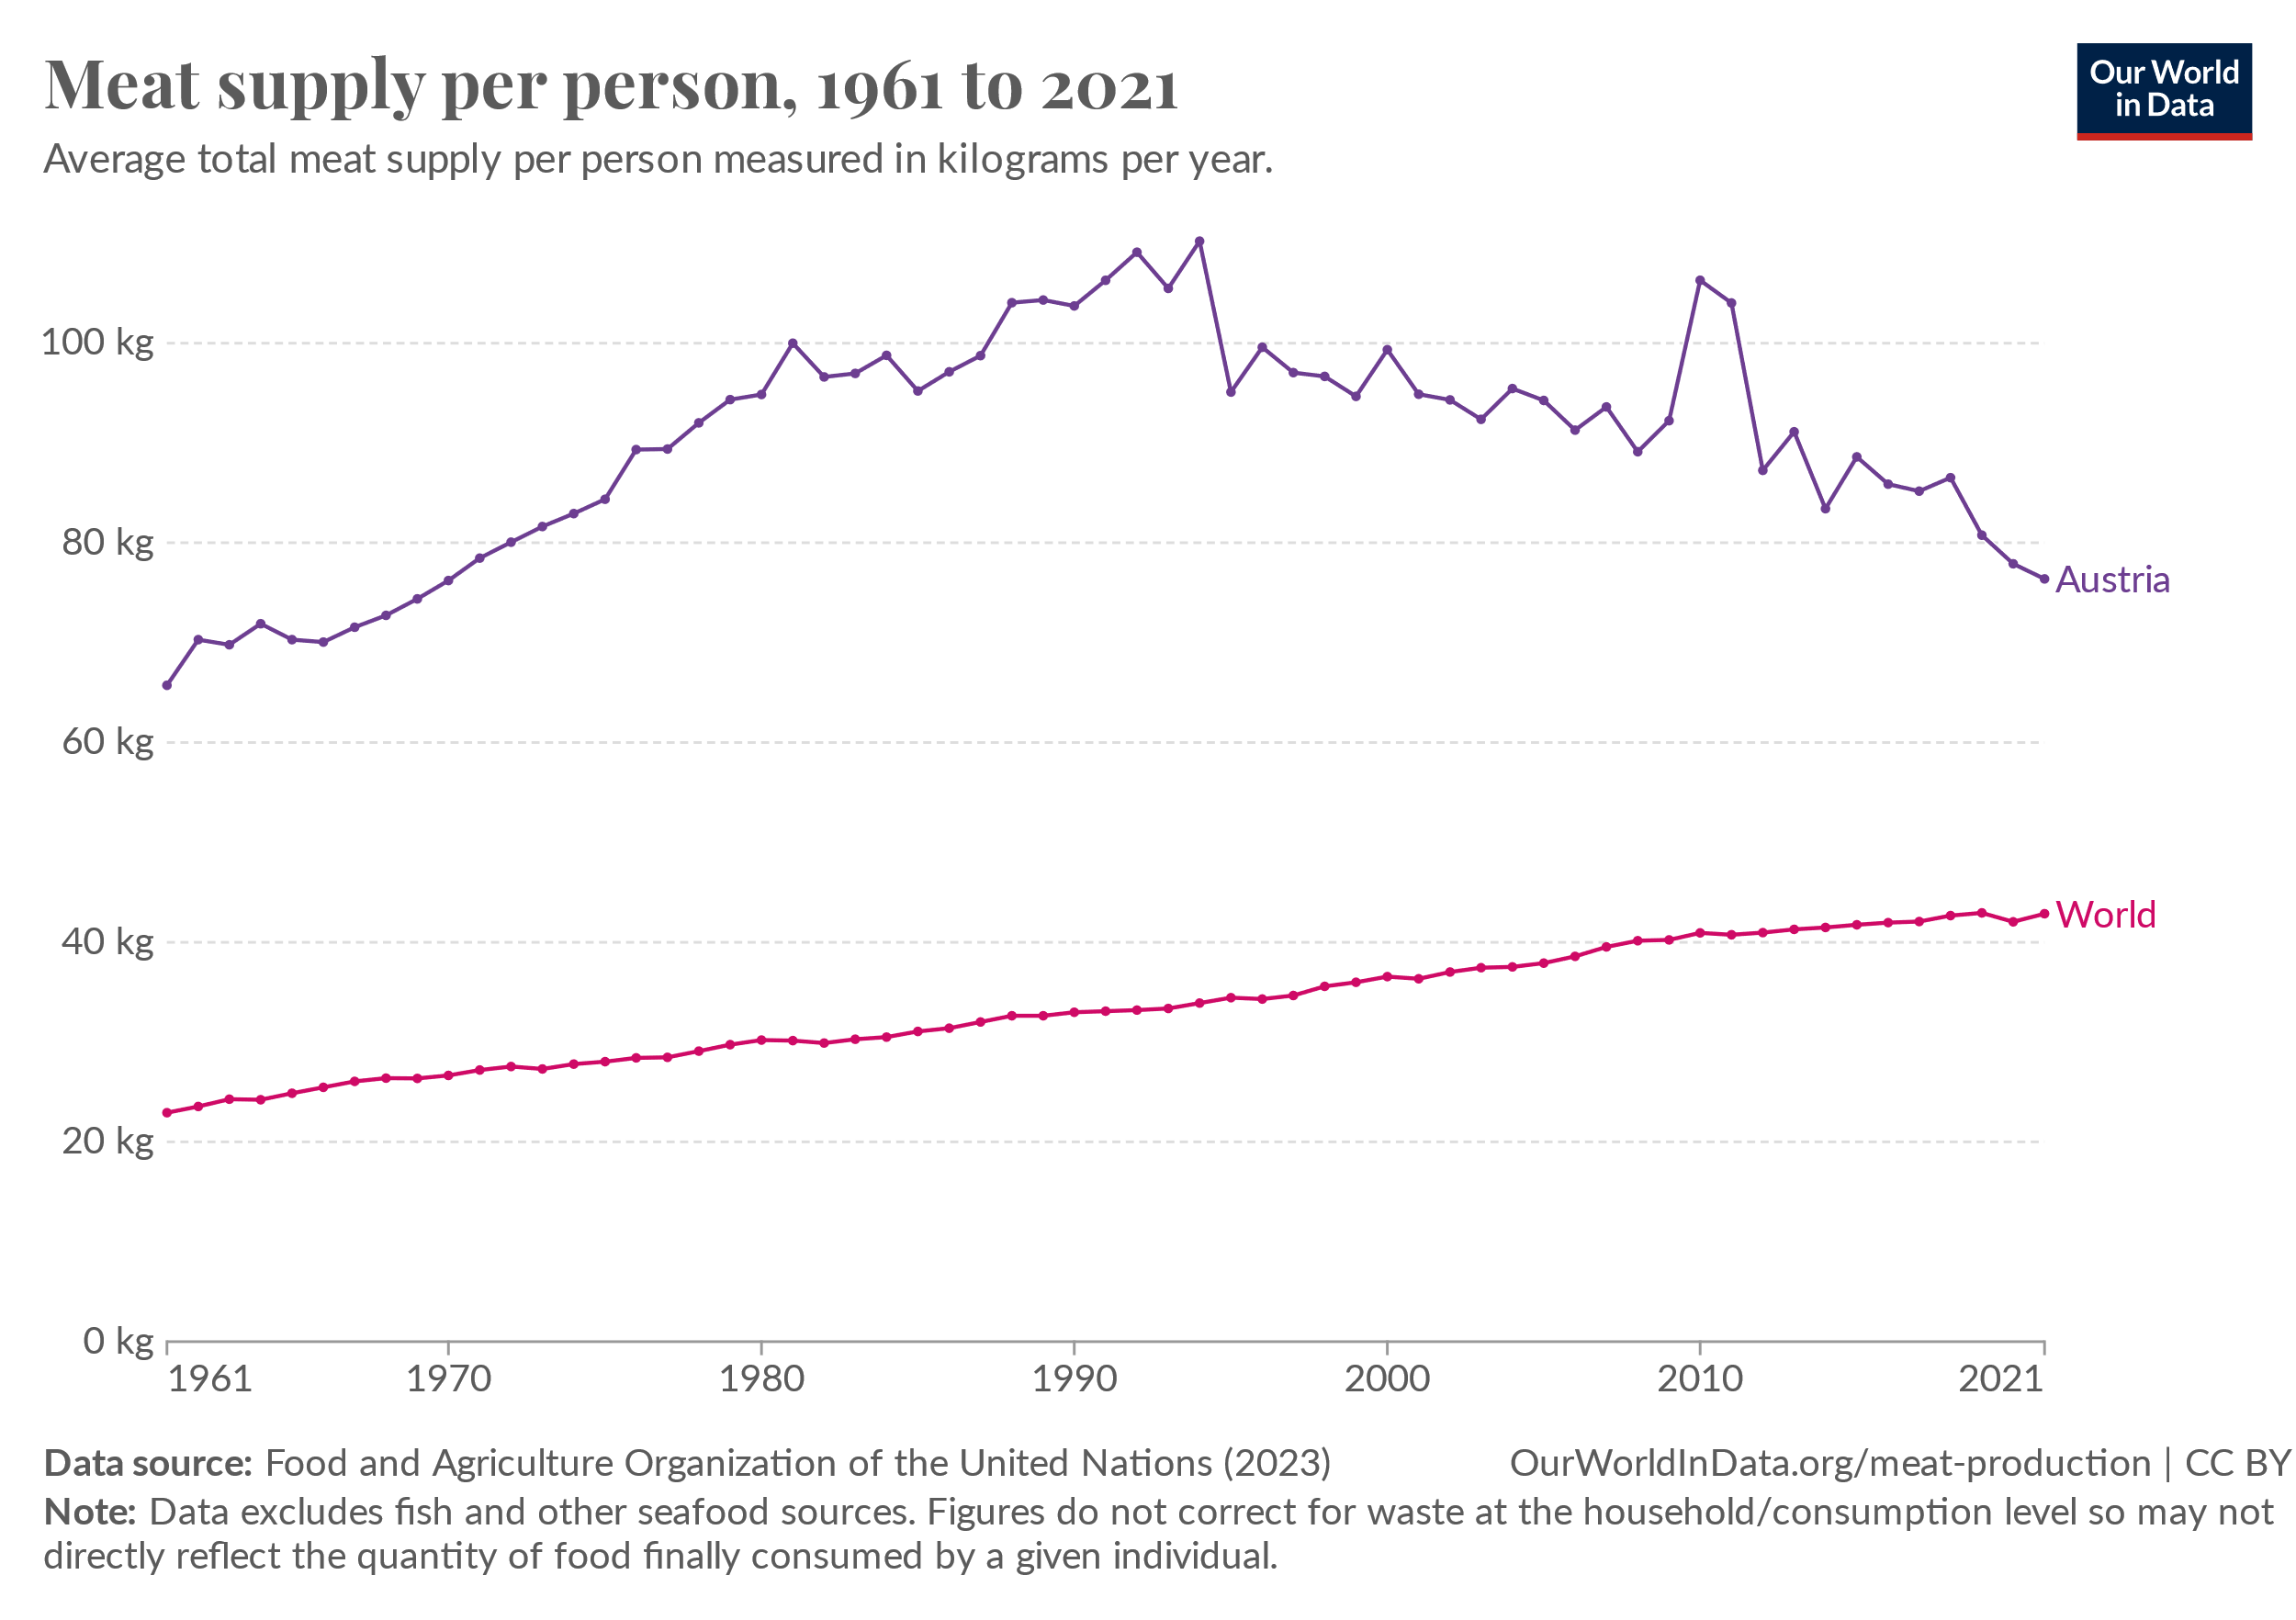 Meat supply per person, 1961 to 2021
Our World
in Data
Average total meat supply per person measured in kilograms per year.
100 kg
80 kg
60 kg
40 kg
20 kg
0 kg
Austria
World
1961 1970 1980 1990 2000 2010 2021
Data source: Food and Agriculture Organization of the United Nations (2023) OurWorldInData.org/meat-production | CC BY
Note: Data excludes fish and other seafood sources. Figures do not correct for waste at the household/consumption level so may not
directly reflect the quantity of food finally consumed by a given individual.